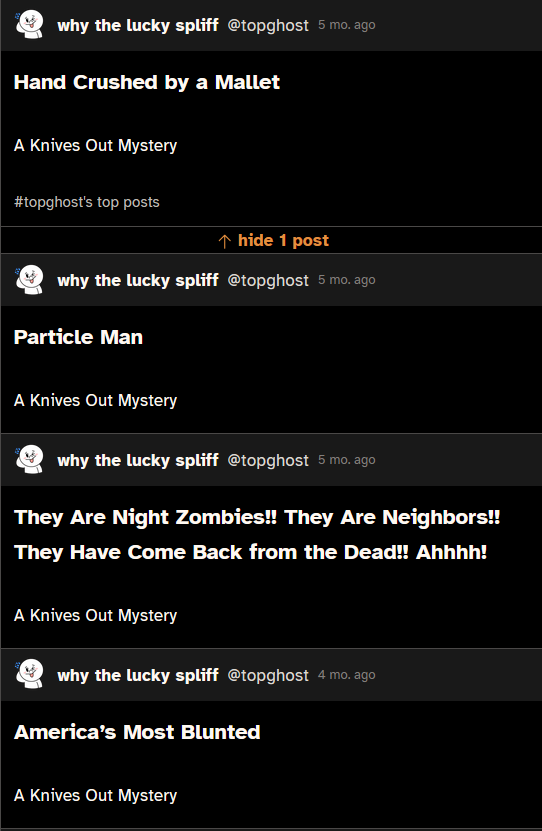 why the lucky spliff @topghost 5 mo. ago
Hand Crushed by a Mallet
A Knives Out Mystery
#topghost's top posts
↑ hide 1 post
why the lucky spliff @topghost 5 mo. ago
Particle Man
A Knives Out Mystery
why the lucky spliff @topghost 5 mo. ago
They Are Night Zombies!! They Are Neighbors!!
They Have Come Back from the Dead!! Ahhhh!
A Knives Out Mystery
why the lucky spliff @topghost 4 mo. ago
America’s Most Blunted
A Knives Out Mystery